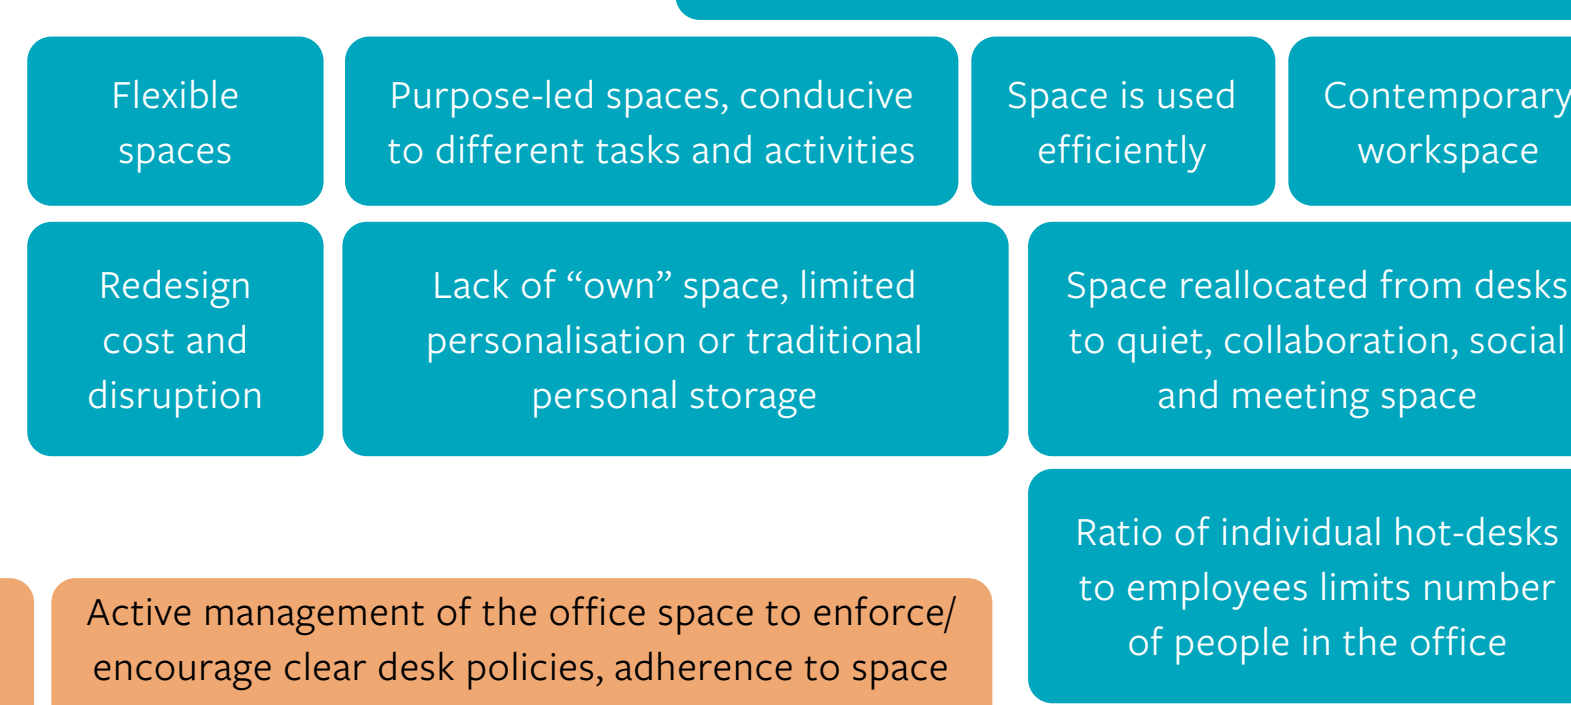 Flexible
spaces
Purpose-led spaces, conducive
to different tasks and activities
Space is used
efficiently
Contemporary
workspace
Redesign
cost and
disruption
Lack of “own” space, limited
personalisation or traditional
personal storage
Space reallocated from desks
to quiet, collaboration, social
and meeting space
Ratio of individual hot-desks
to employees limits number
of people in the office
Active management of the office space to enforce/
encourage clear desk policies, adherence to space